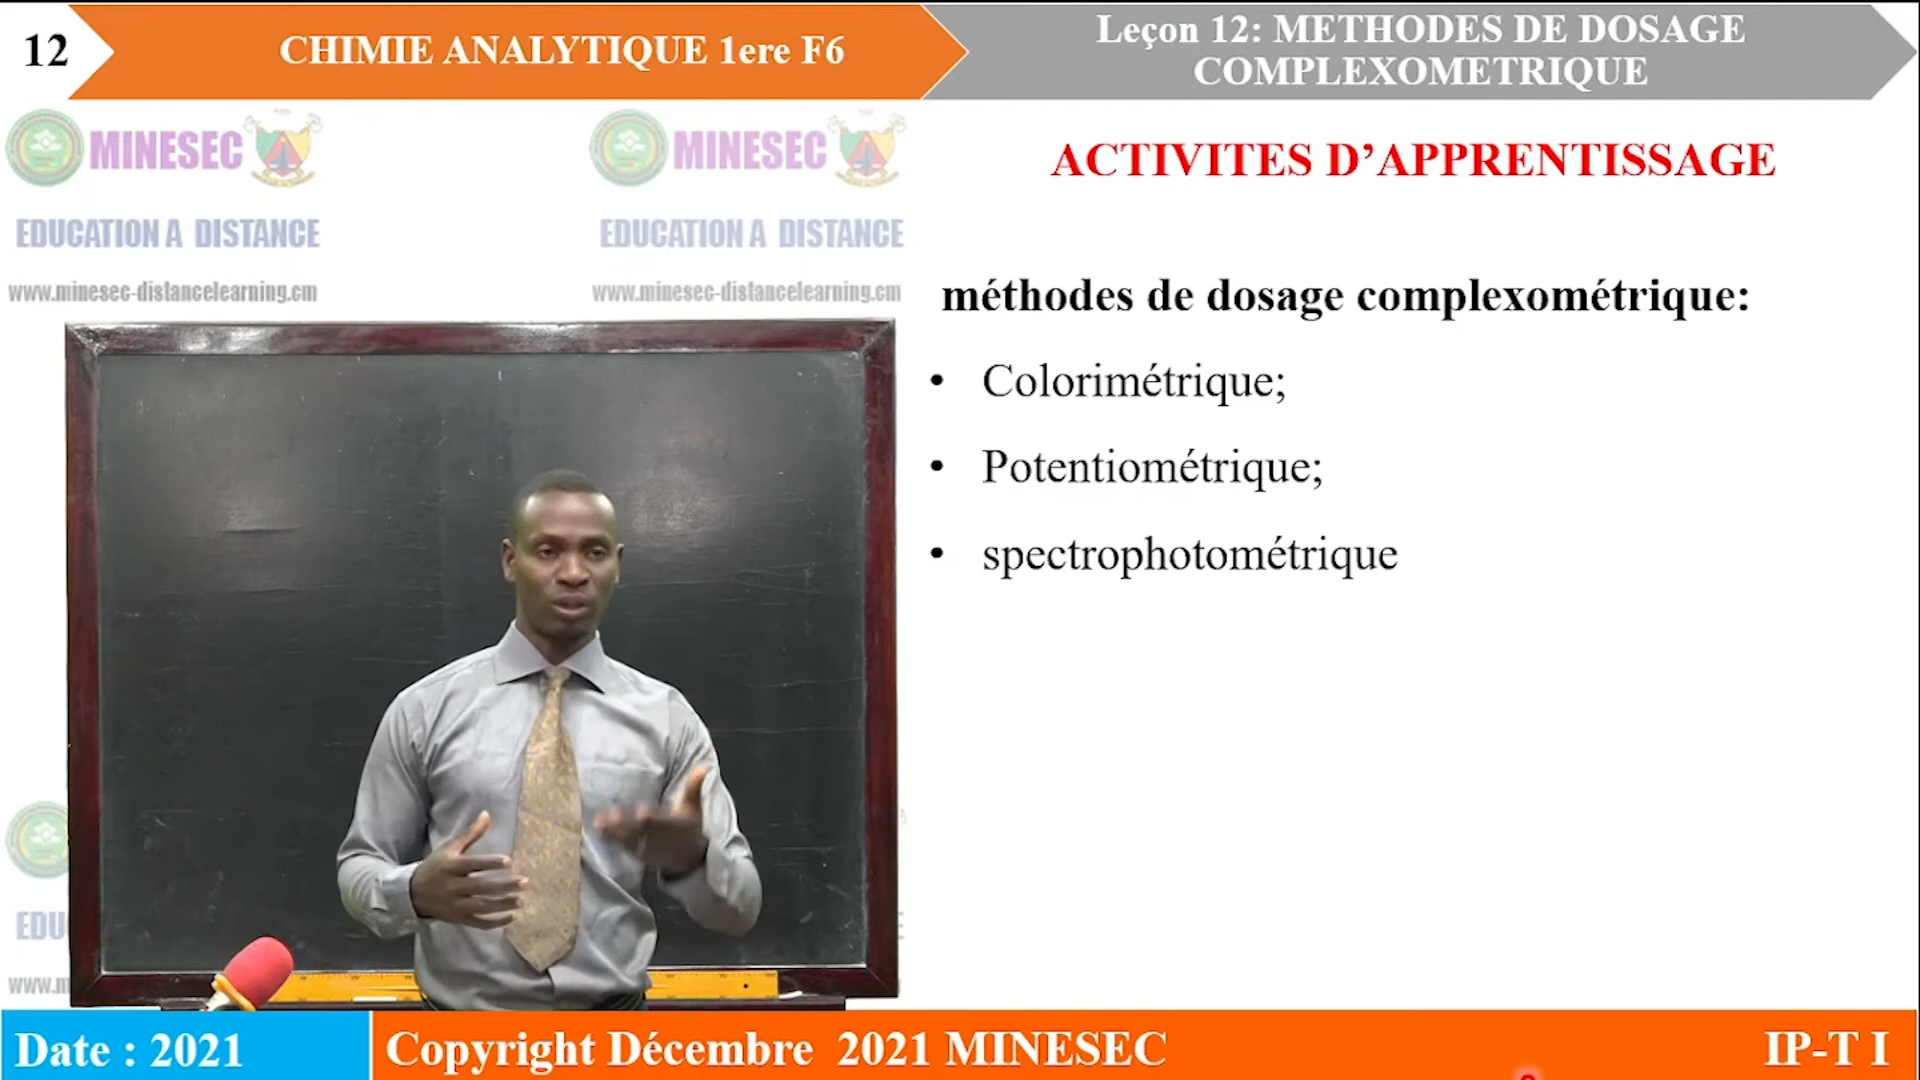 12
CHIMIE ANALYTIQUE 1ere F6
Leçon 12: METHODES DE DOSAGE
COMPLEXOMETRIQUE
MINESEC
EDUCATION A DISTANCE
www.minesec-distancelearning.cm
MINESEC
EDUCATION A DISTANCE
www.minesec-distancelearning.cm
ACTIVITES D’APPRENTISSAGE
méthodes de dosage complexométrique:
• Colorimétrique;
• Potentiométrique;
• spectrophotométrique
EDU
www.m
Date : 2021
Copyright Décembre 2021 MINESEC
IP-T I